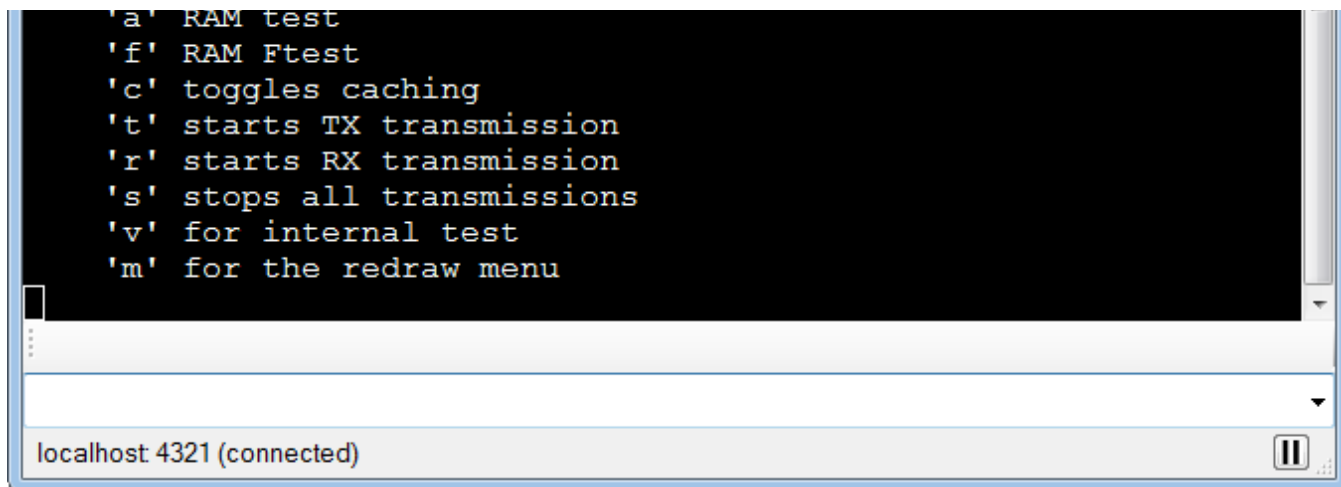 'a' RAM test
'f' RAM Ftest
'c' toggles caching
't' starts TX transmission
'r' starts RX transmission
's' stops all transmissions
'v' for internal test
'm' for the redraw menu
localhost: 4321 (connected)